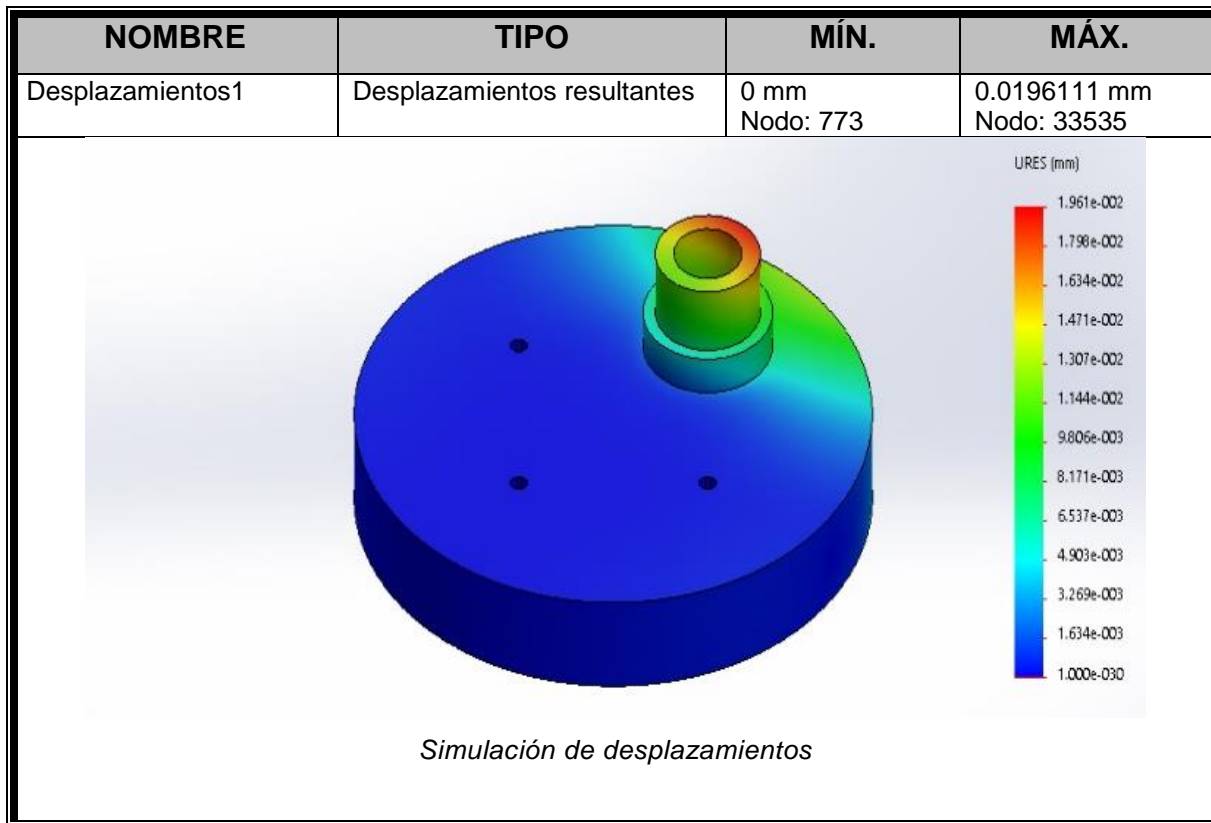 NOMBRE TIPO MÍN. MÁX.
Desplazamientos1 Desplazamientos resultantes 0 mm 0.0196111 mm
Nodo: 773 Nodo: 33535
URES (mm)
1.961e-002
1.798e-002
1.634e-002
1.471e-002
1.307e-002
1.144e-002
9.806e-003
8.171e-003
6.537e-003
4.903e-003
3.269e-003
1.634e-003
1.000e-030
Simulación de desplazamientos